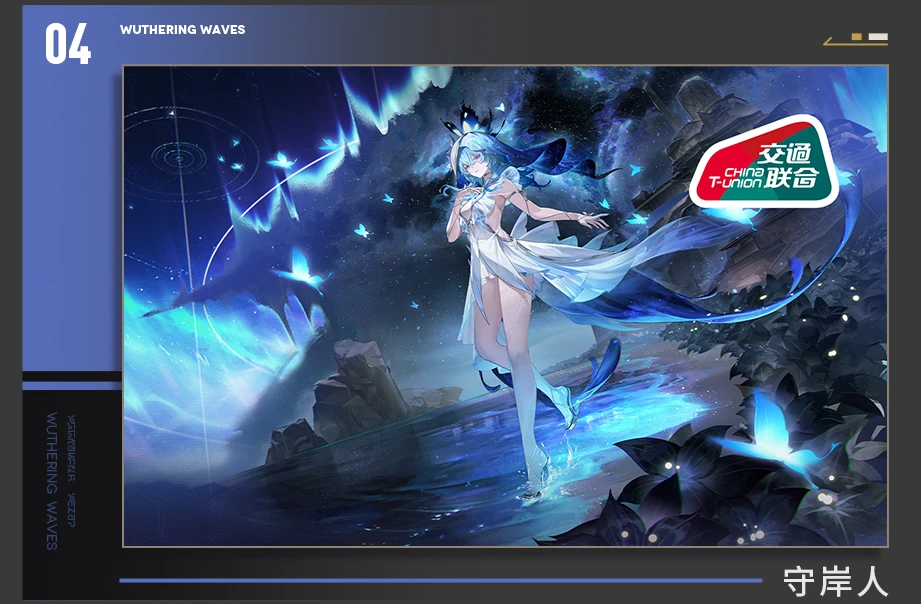 04
WUTHERING WAVES
交通
CHINA
T-UNION 联合
WUTHERING WAVES
守岸人